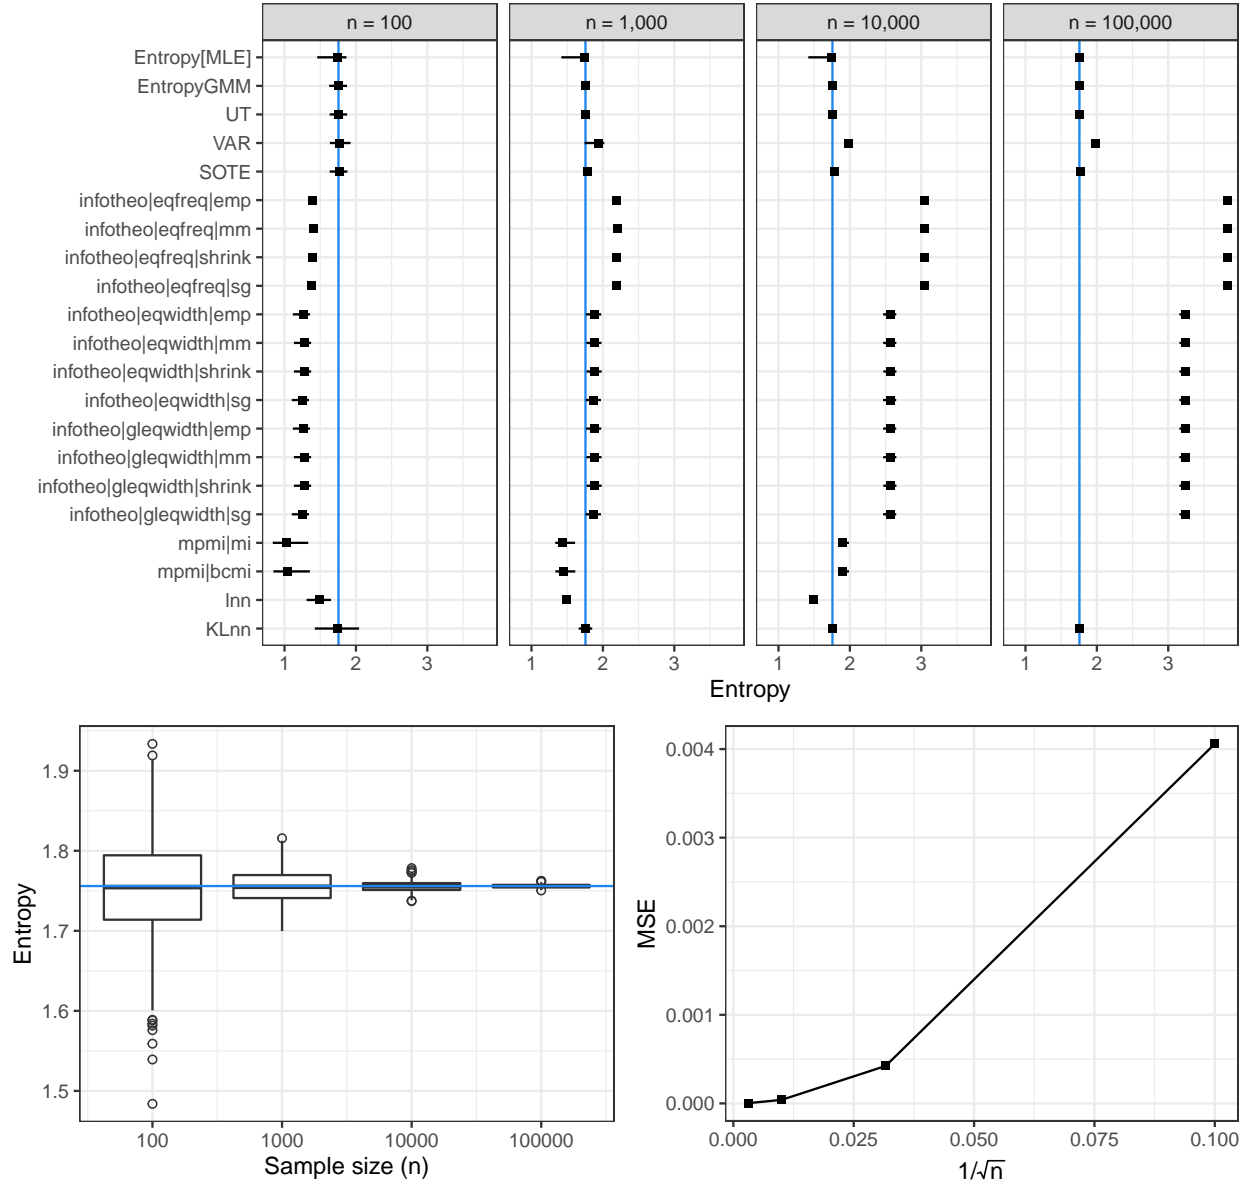 n = 100
n = 1,000
n = 10,000
n = 100,000
Entropy[MLE]
EntropyGMM
UT
VAR
SOTE
infotheo|eqfreq|emp
infotheo|eqfreq|mm
infotheo|eqfreq|shrink
infotheo|eqfreq|sg
infotheo|eqwidth|emp
infotheo|eqwidth|mm
infotheo|eqwidth|shrink
infotheo|eqwidth|sg
infotheo|gleqwidth|emp
infotheo|gleqwidth|mm
infotheo|gleqwidth|shrink
infotheo|gleqwidth|sg
mpmi|mi
mpmi|bcmi
lnn
KLnn
1 2 3
1 2 3
1 2 3
1 2 3
Entropy
1.9
1.8
1.7
1.6
1.5
Entropy
100 1000 10000 100000
Sample size (n)
0.004
0.003
0.002
0.001
0.000
MSE
0.000 0.025 0.050 0.075 0.100
1/√n